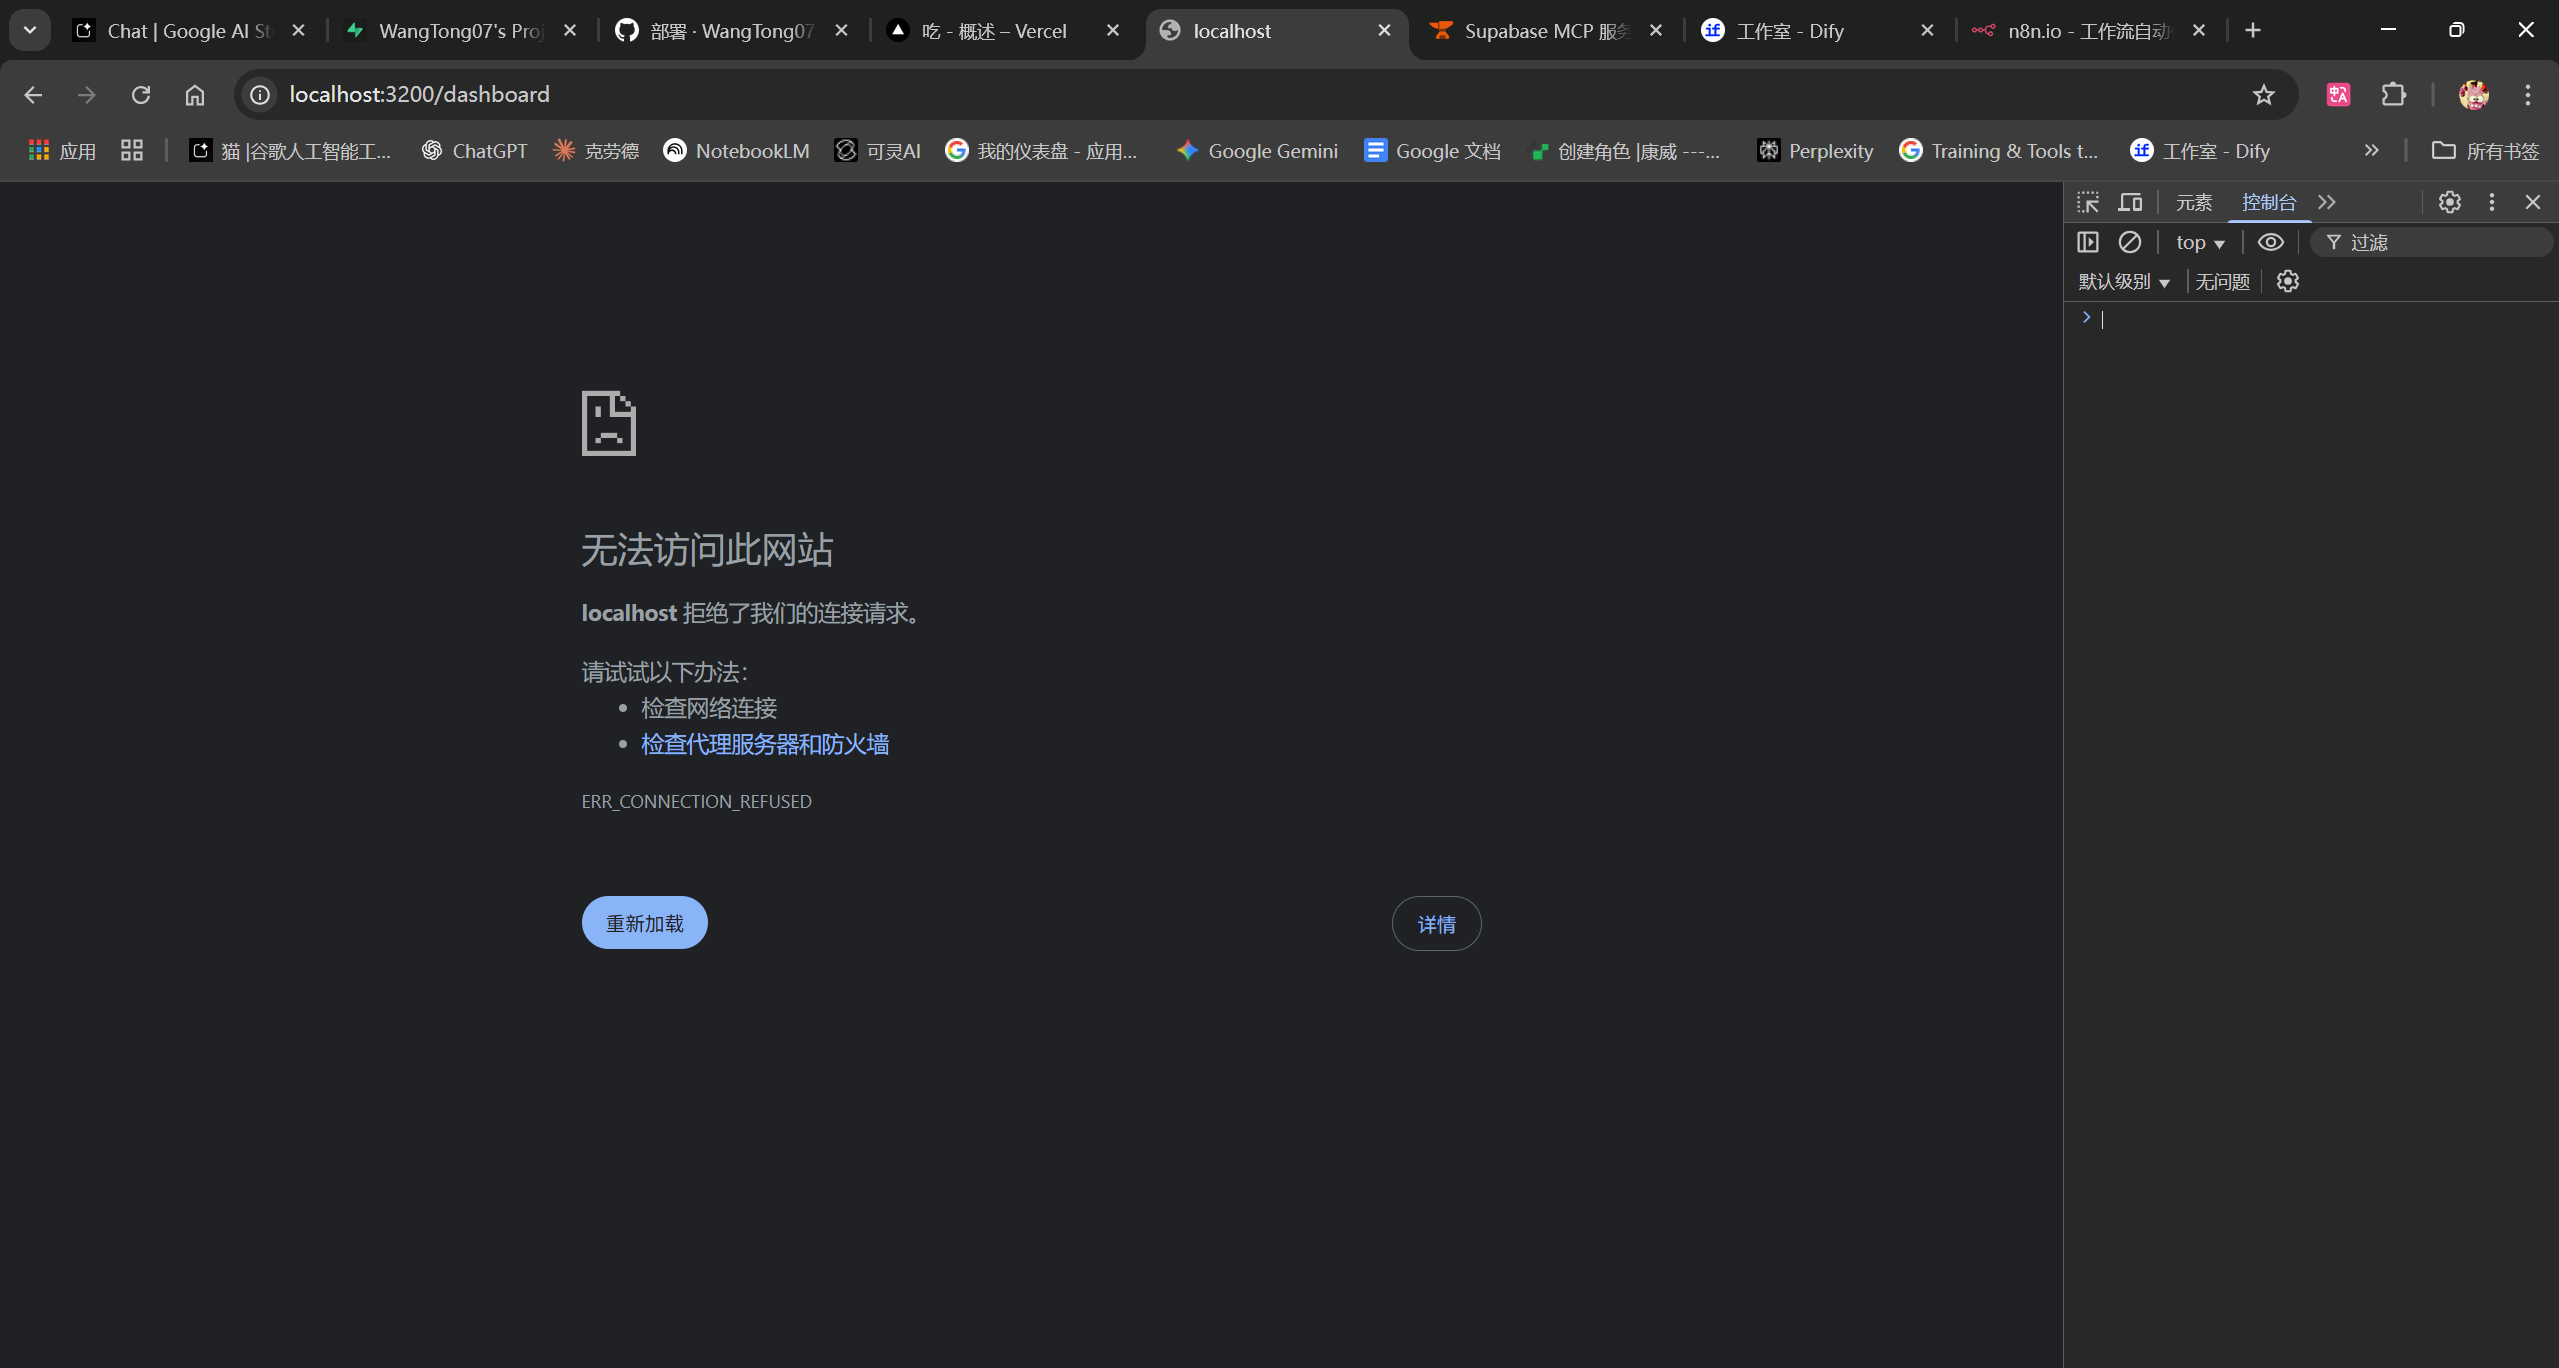 Chat | Google AI St
WangTong07's Proj
部署 · WangTong07
吃 - 概述 – Vercel
localhost
Supabase MCP 服务
工作室 - Dify
n8n.io - 工作流自动
localhost:3200/dashboard
应用
猫 |谷歌人工智能工...
ChatGPT
克劳德
NotebookLM
可灵AI
我的仪表盘 - 应用...
Google Gemini
Google 文档
创建角色 |康威 ---...
Perplexity
Training & Tools t...
工作室 - Dify
所有书签
元素
控制台
top
过滤
默认级别
无问题
无法访问此网站
localhost 拒绝了我们的连接请求。
请试试以下办法：
检查网络连接
检查代理服务器和防火墙
ERR_CONNECTION_REFUSED
重新加载
详情